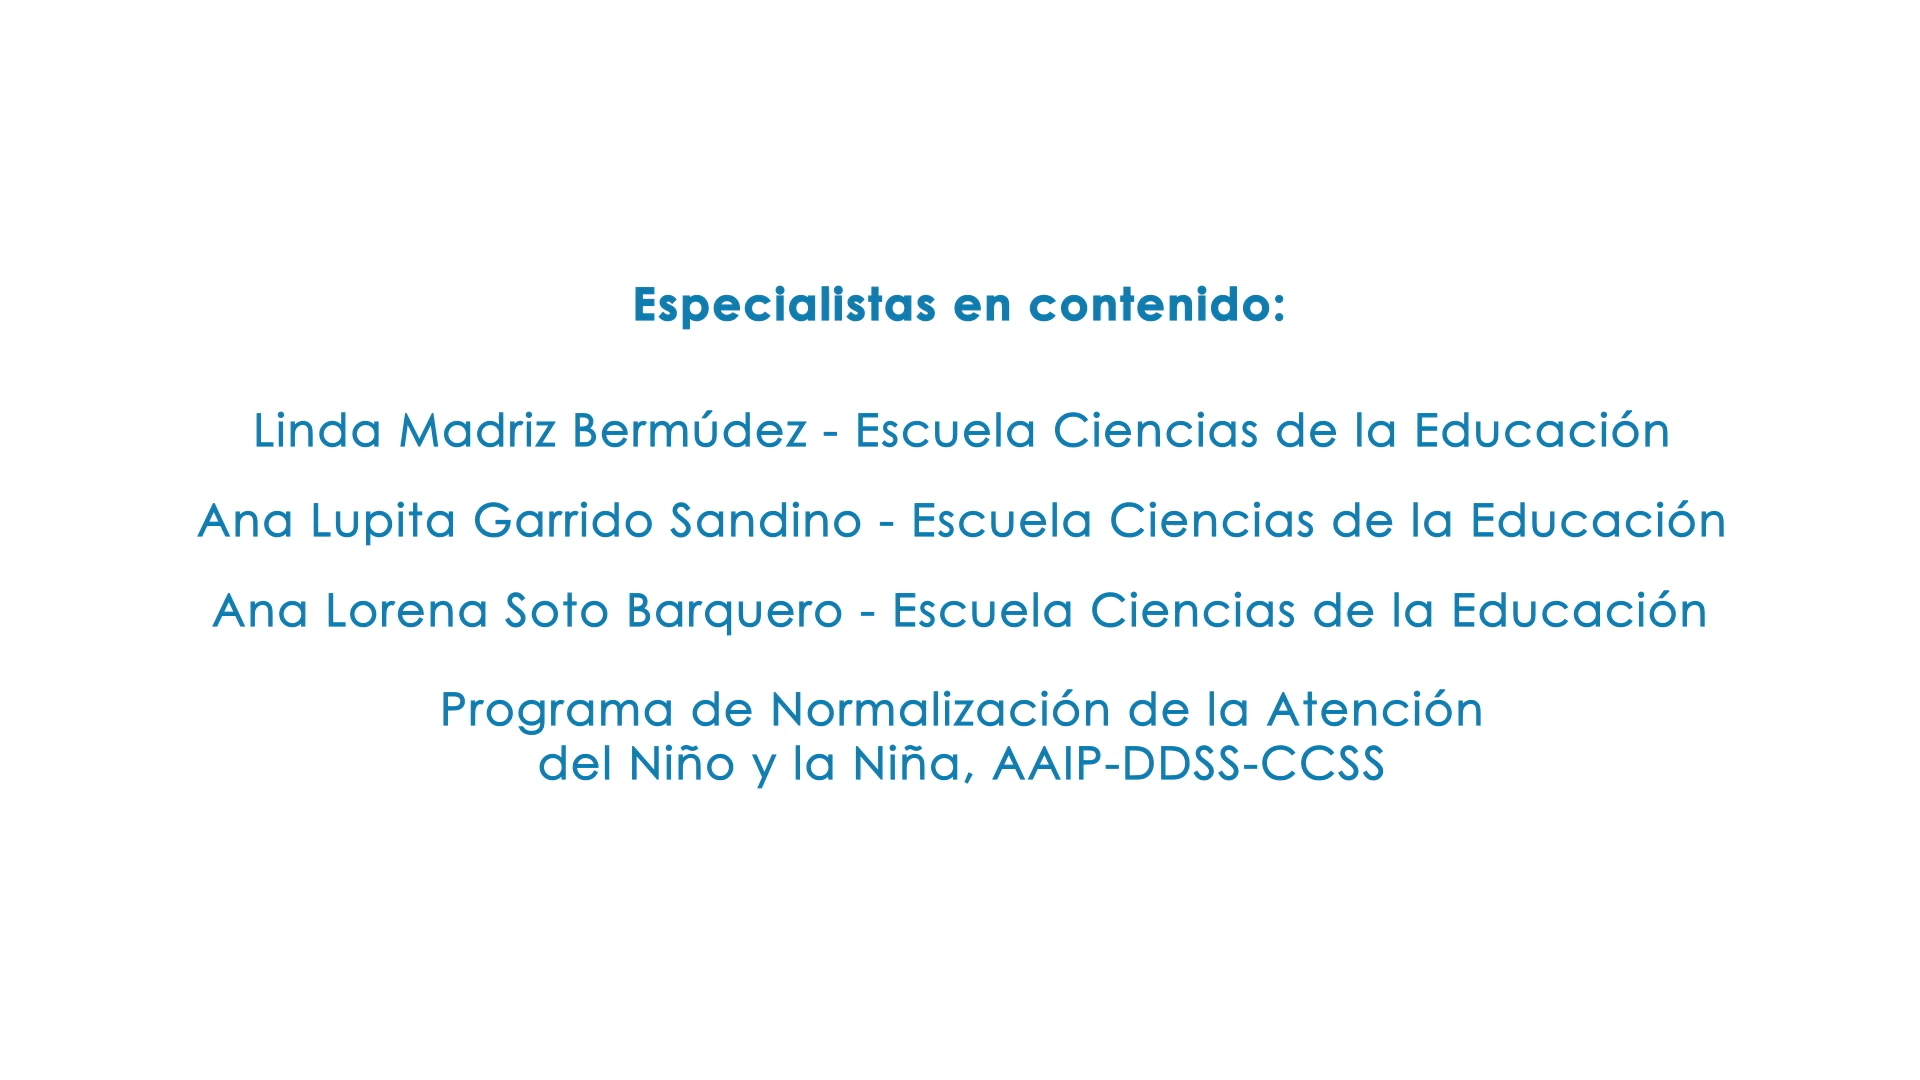 Especialistas en contenido:
Linda Madriz Bermúdez - Escuela Ciencias de la Educación
Ana Lupita Garrido Sandino - Escuela Ciencias de la Educación
Ana Lorena Soto Barquero - Escuela Ciencias de la Educación
Programa de Normalización de la Atención
del Niño y la Niña, AAIP-DDSS-CCSS